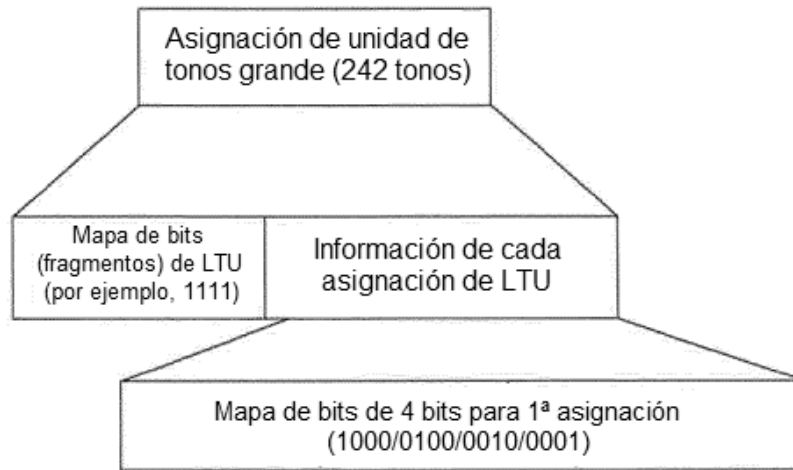 Asignación de unidad de
tonos grande (242 tonos)
Mapa de bits
(fragmentos) de LTU
(por ejemplo, 1111)
Información de cada
asignación de LTU
Mapa de bits de 4 bits para 1ª asignación
(1000/0100/0010/0001)